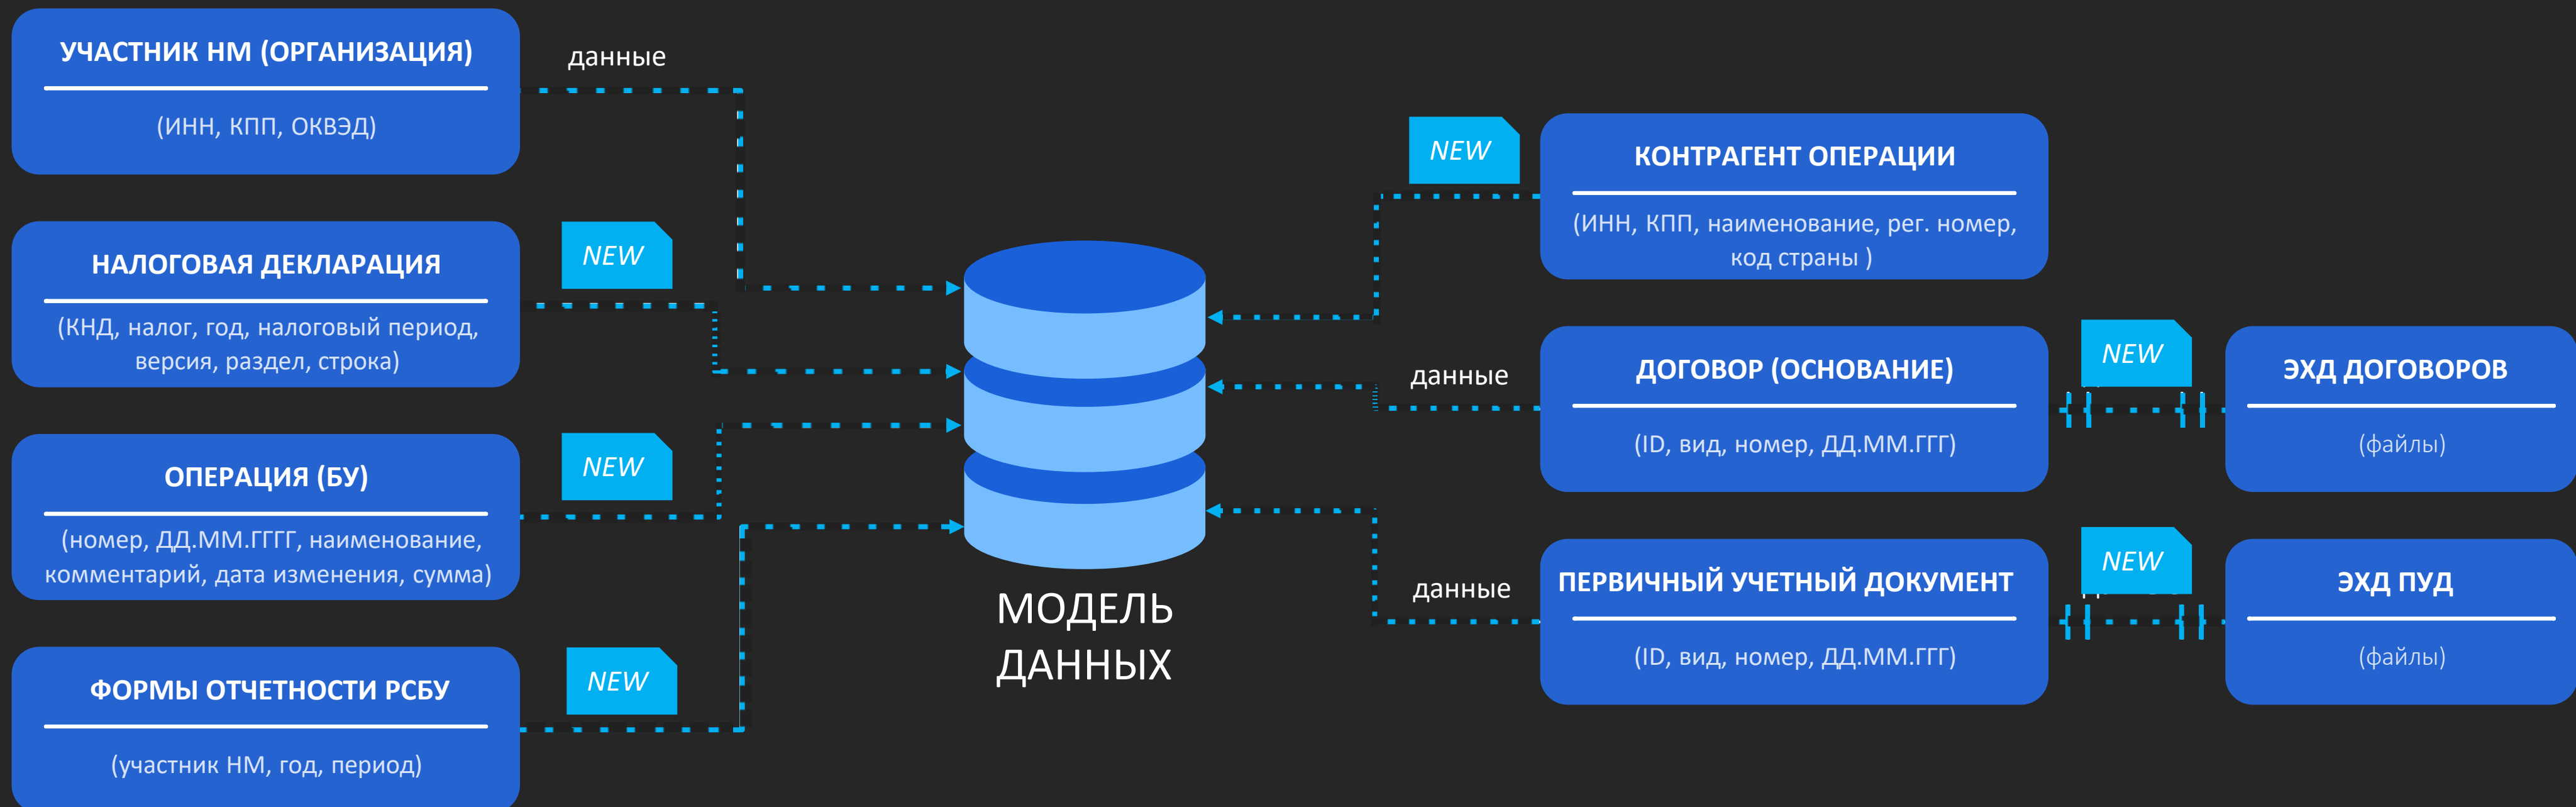 УЧАСТНИК НМ (ОРГАНИЗАЦИЯ)
(ИНН, КПП, ОКВЭД)
данные
НАЛОГОВАЯ ДЕКЛАРАЦИЯ
(КНД, налог, год, налоговый период,
версия, раздел, строка)
NEW
ОПЕРАЦИЯ (БУ)
(номер, ДД.ММ.ГГГГ, наименование,
комментарий, дата изменения, сумма)
NEW
ФОРМЫ ОТЧЕТНОСТИ РСБУ
(участник НМ, год, период)
NEW
МОДЕЛЬ
ДАННЫХ
NEW
КОНТРАГЕНТ ОПЕРАЦИИ
(ИНН, КПП, наименование, рег. номер,
код страны )
данные
ДОГОВОР (ОСНОВАНИЕ)
(ID, вид, номер, ДД.ММ.ГГГ)
NEW
ЭХД ДОГОВОРОВ
(файлы)
данные
ПЕРВИЧНЫЙ УЧЕТНЫЙ ДОКУМЕНТ
(ID, вид, номер, ДД.ММ.ГГГ)
NEW
ЭХД ПУД
(файлы)